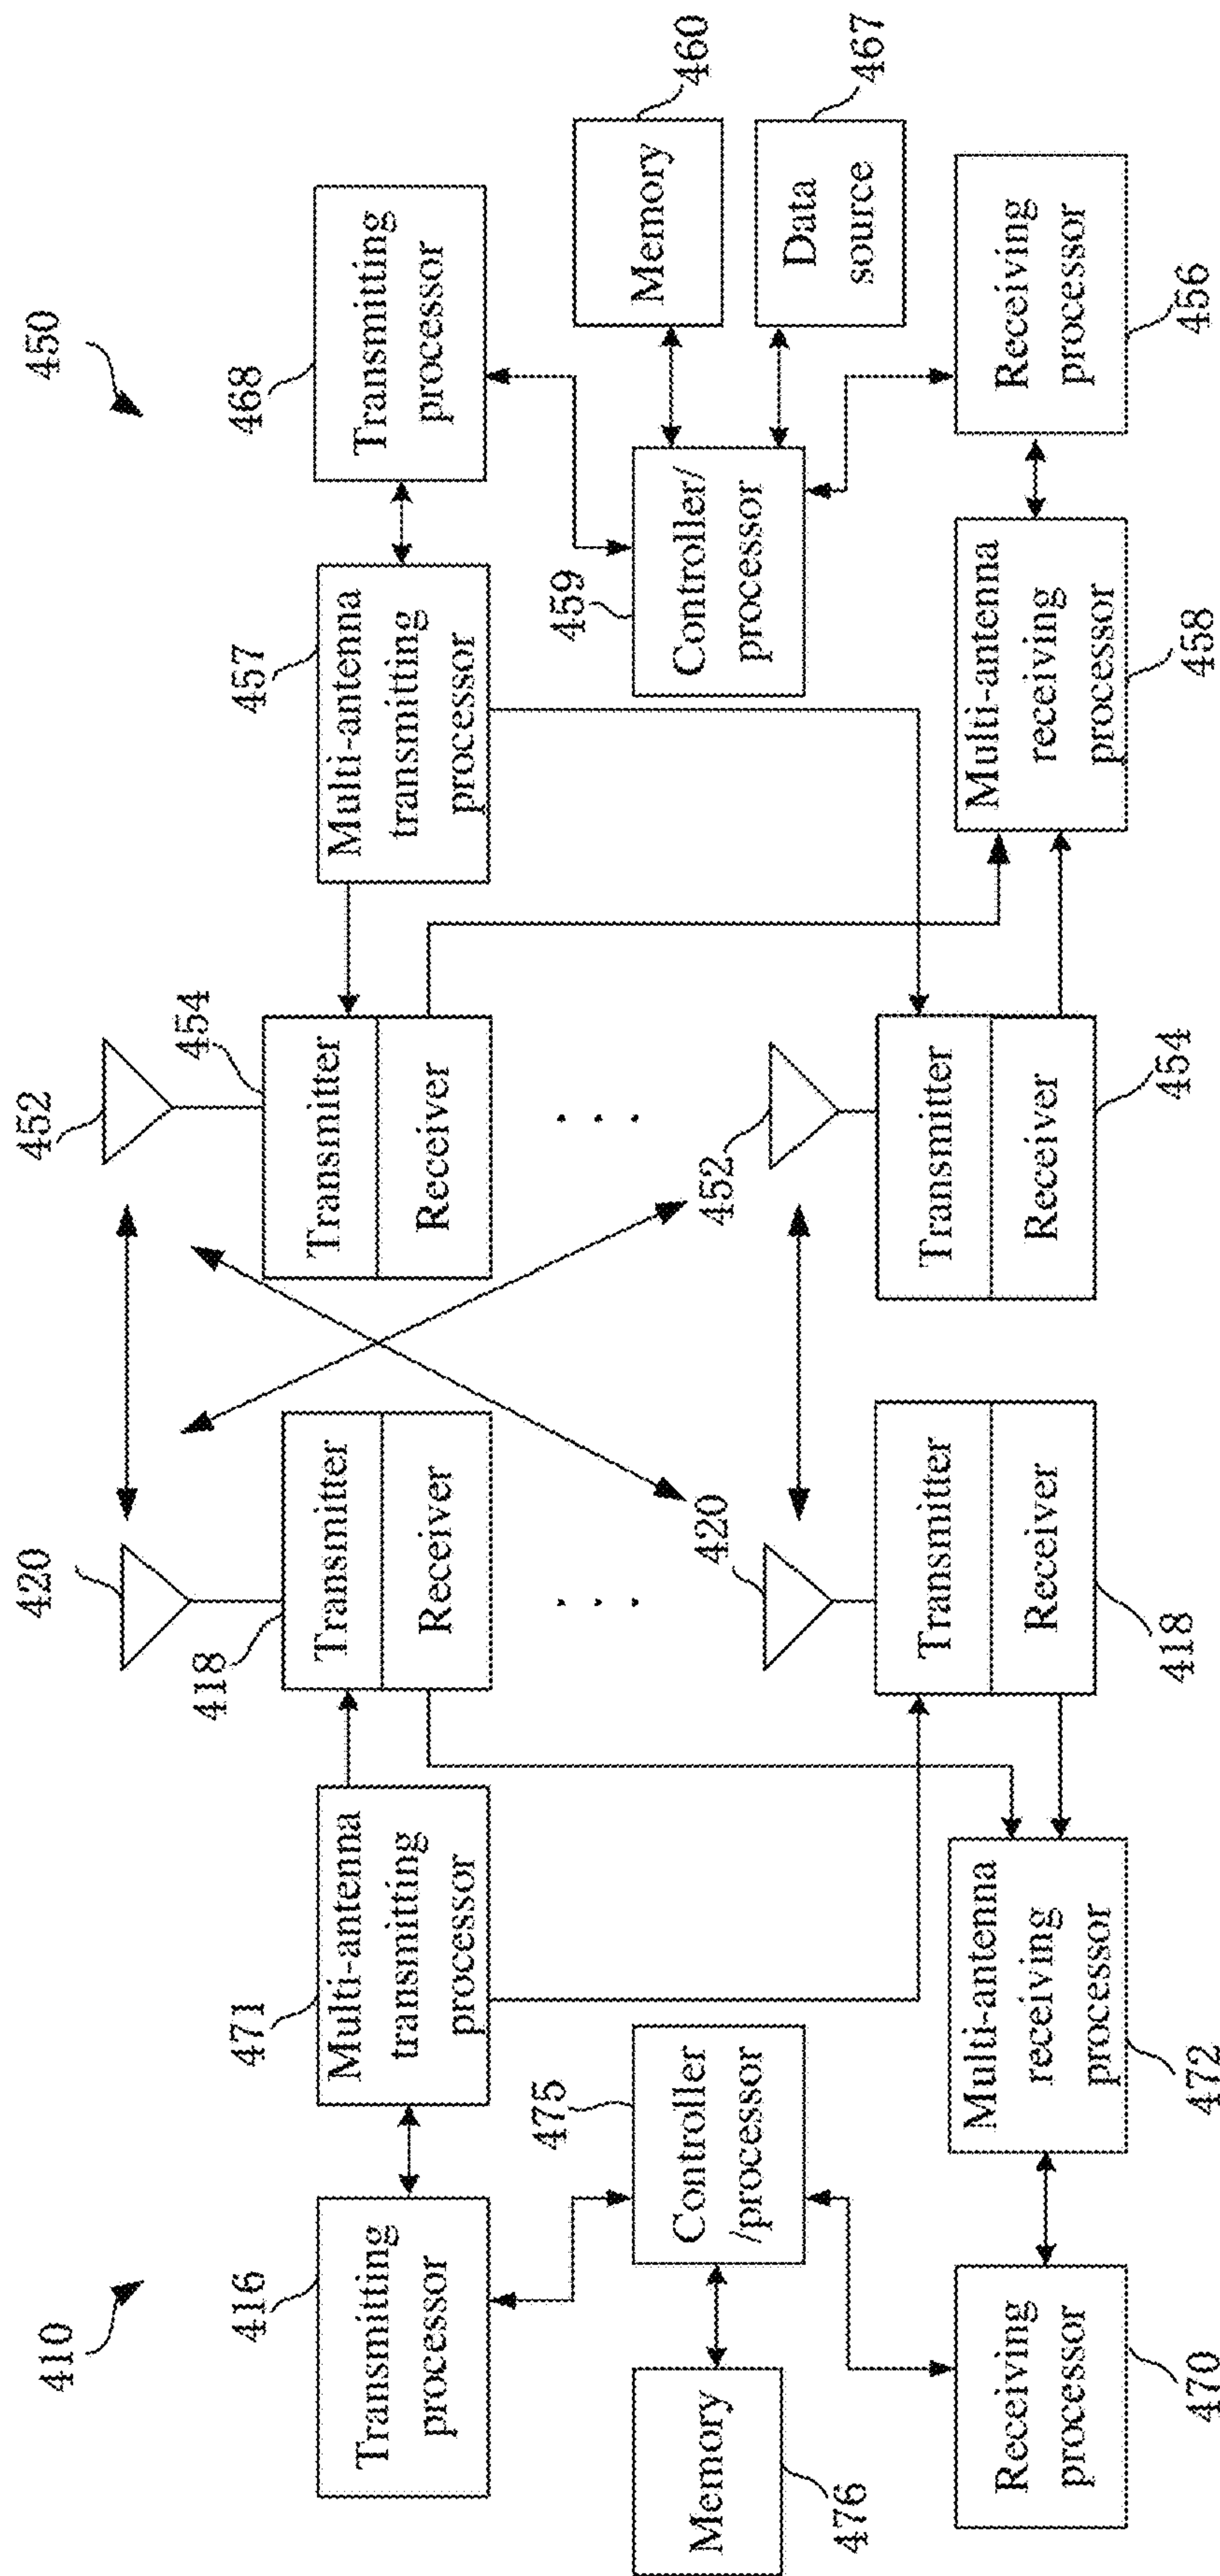 410
450
416
Transmitting
processor
471
Multi-antenna
transmitting
processor
420
418
Transmitter
Receiver
452
454
Transmitter
Receiver
457
Multi-antenna
transmitting
processor
468
Transmitting
processor
Memory
476
475
Controller
/processor
. . .
. . .
459
Controller/
processor
Memory
460
Data
source
467
470
Receiving
processor
472
Multi-antenna
receiving
processor
420
Transmitter
Receiver
418
452
Transmitter
Receiver
454
Multi-antenna
receiving
processor
458
Receiving
processor
456